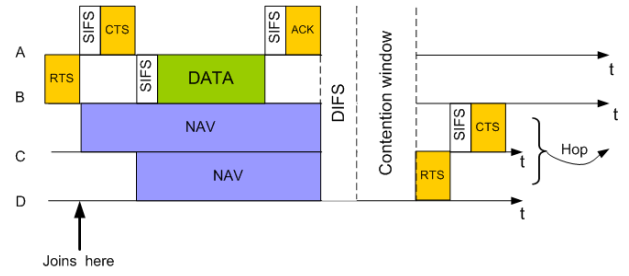 SIFS CTS SIFS ACK
A
t
RTS SIFS DATA
B
t
DIFS
Contention window
NAV
SIFS CTS
C
t
Hop
NAV
RTS
D
t
Joins here